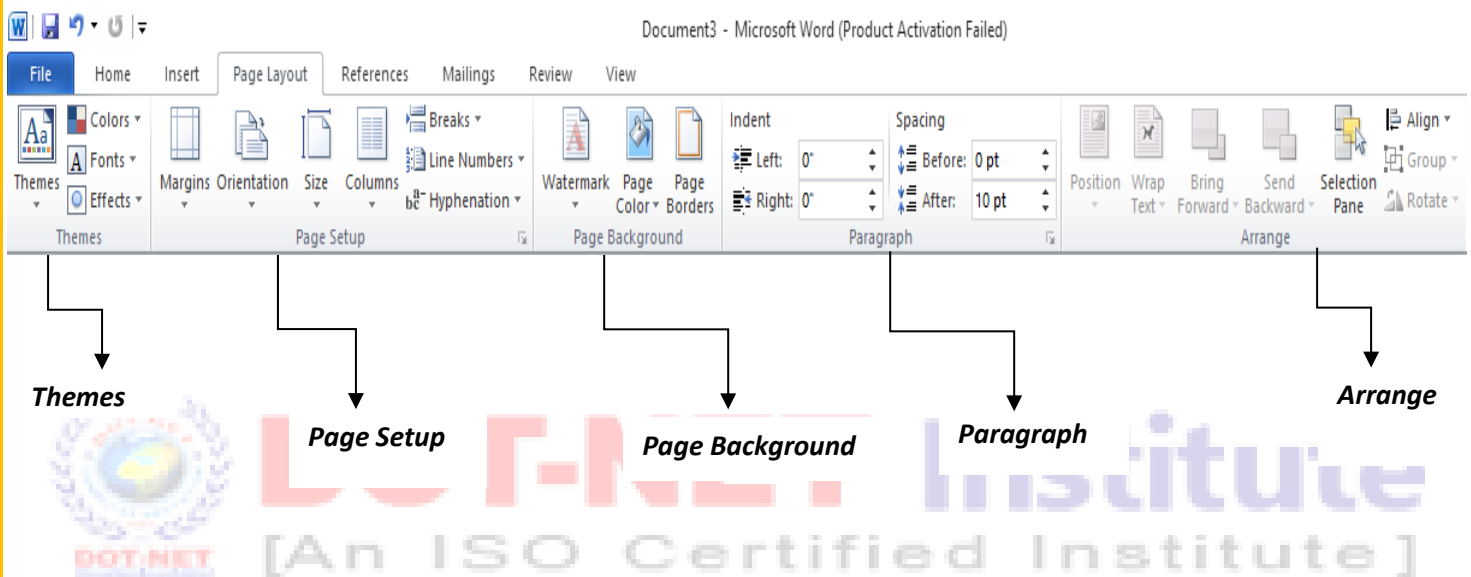 Document3 - Microsoft Word (Product Activation Failed)
File Home Insert Page Layout References Mailings Review View
Themes
Colors
Fonts
Effects
Themes
Margins Orientation Size Columns
Breaks
Line Numbers
Hyphenation
Page Setup
Watermark Page Color Page Borders
Page Background
Indent
Left: 0"
Right: 0"
Spacing
Before: 0 pt
After: 10 pt
Paragraph
Position Wrap Text Bring Forward Send Backward Selection Pane
Align
Group
Rotate
Arrange
Themes
Page Setup
Page Background
Paragraph
Arrange
DOT-NET Institute
DOT-NET
[An ISO Certified Institute]